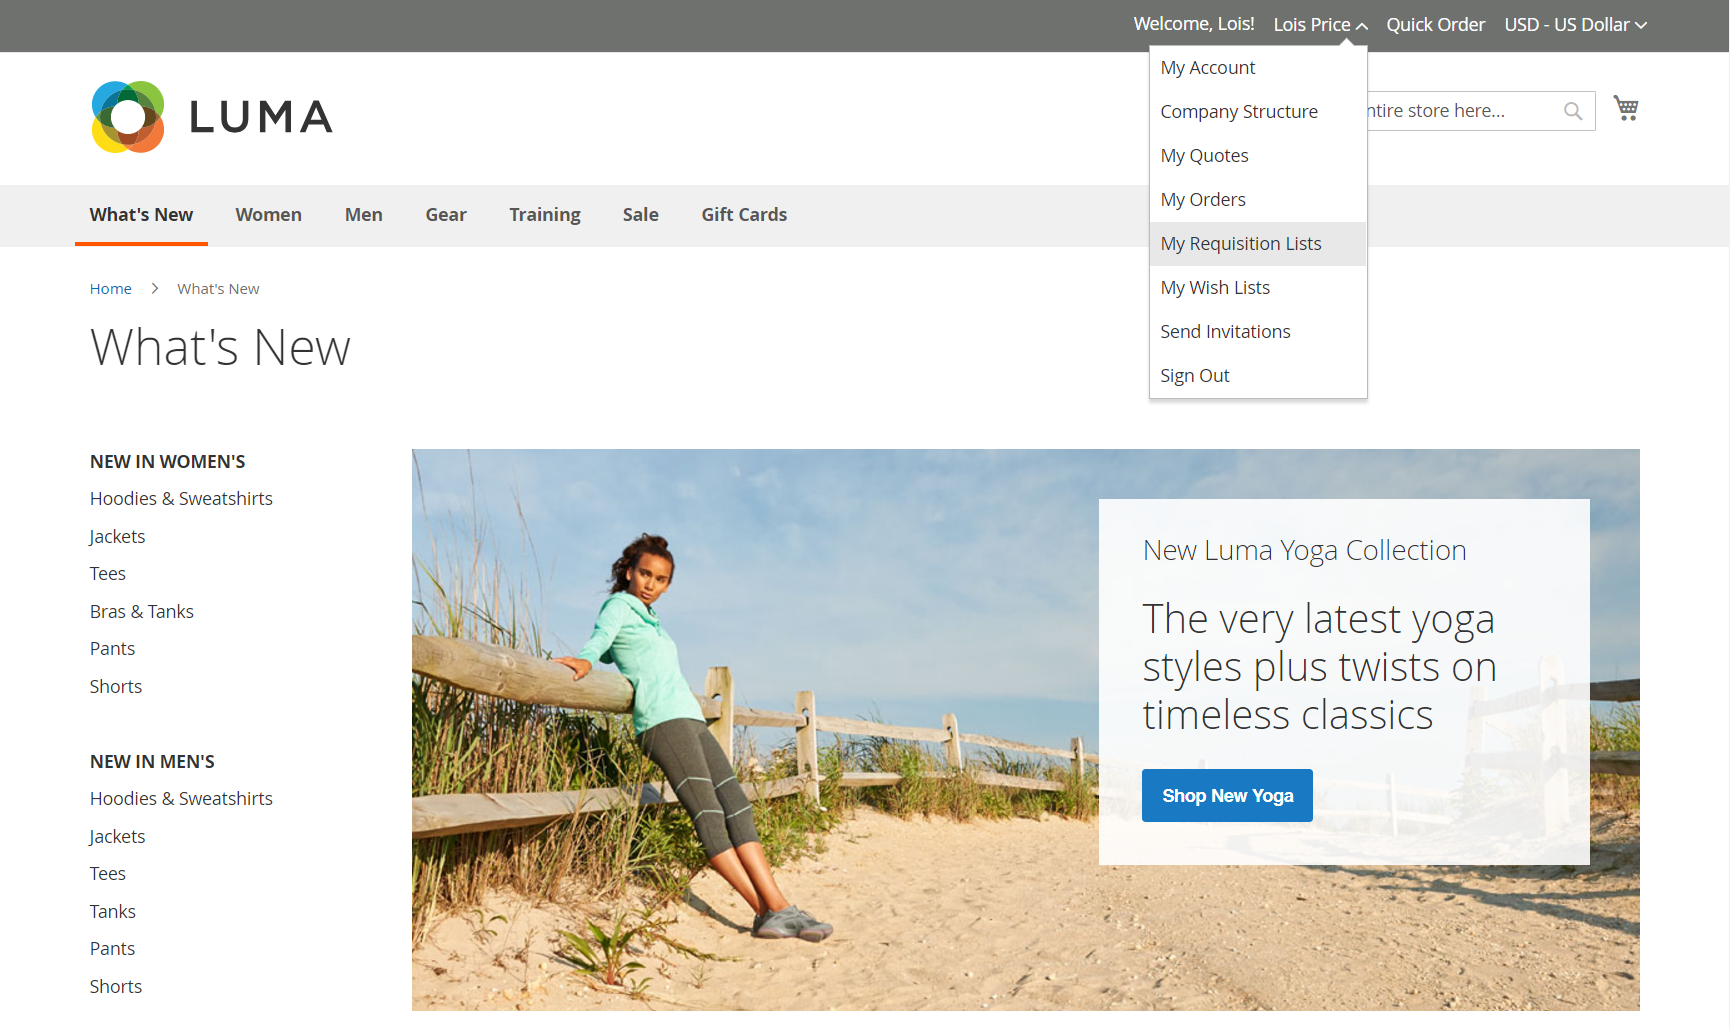 Welcome, Lois! Lois Price Quick Order USD - US Dollar
My Account
Company Structure
My Quotes
My Orders
My Requisition Lists
My Wish Lists
Send Invitations
Sign Out
LUMA
ntire store here...
What's New Women Men Gear Training Sale Gift Cards
Home > What's New
What's New
NEW IN WOMEN'S
Hoodies & Sweatshirts
Jackets
Tees
Bras & Tanks
Pants
Shorts
NEW IN MEN'S
Hoodies & Sweatshirts
Jackets
Tees
Tanks
Pants
Shorts
New Luma Yoga Collection
The very latest yoga
styles plus twists on
timeless classics
Shop New Yoga